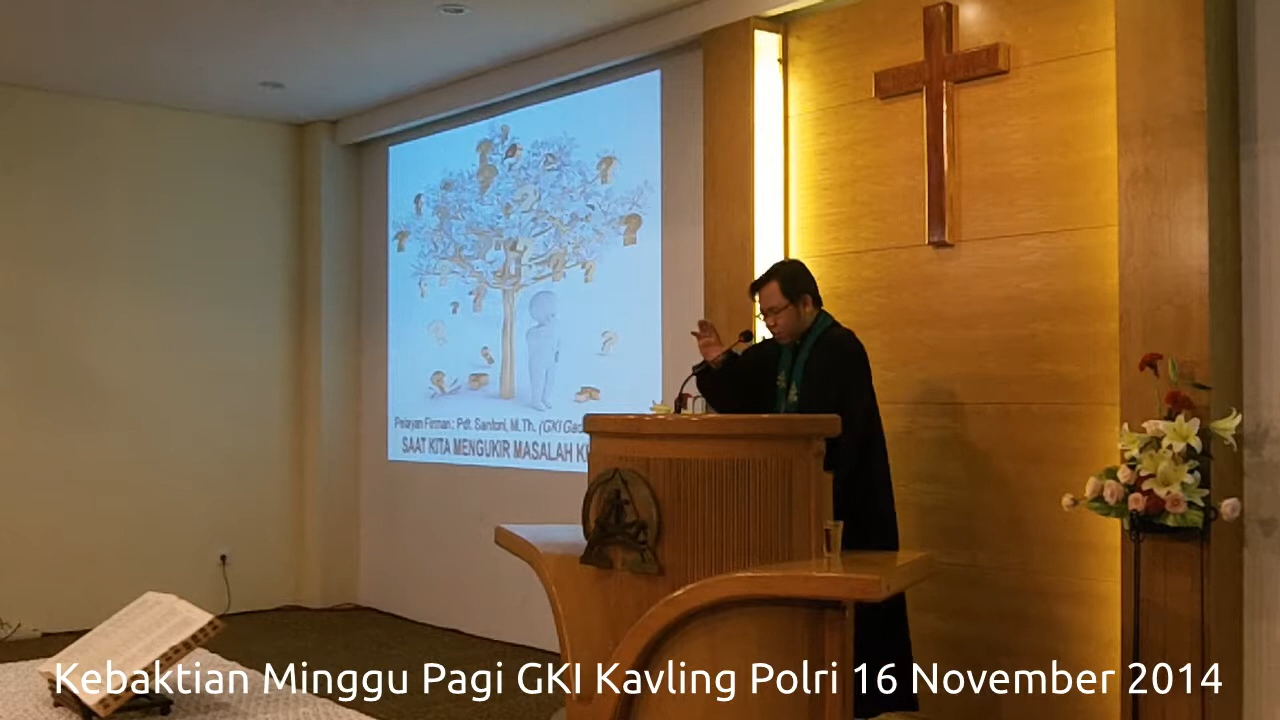 Pelayan Firman : Pdt. Santoni, M.Th. (GKI
SAAT KITA MENGUKIR MASALAH
Kebaktian Minggu Pagi GKI Kavling Polri 16 November 2014